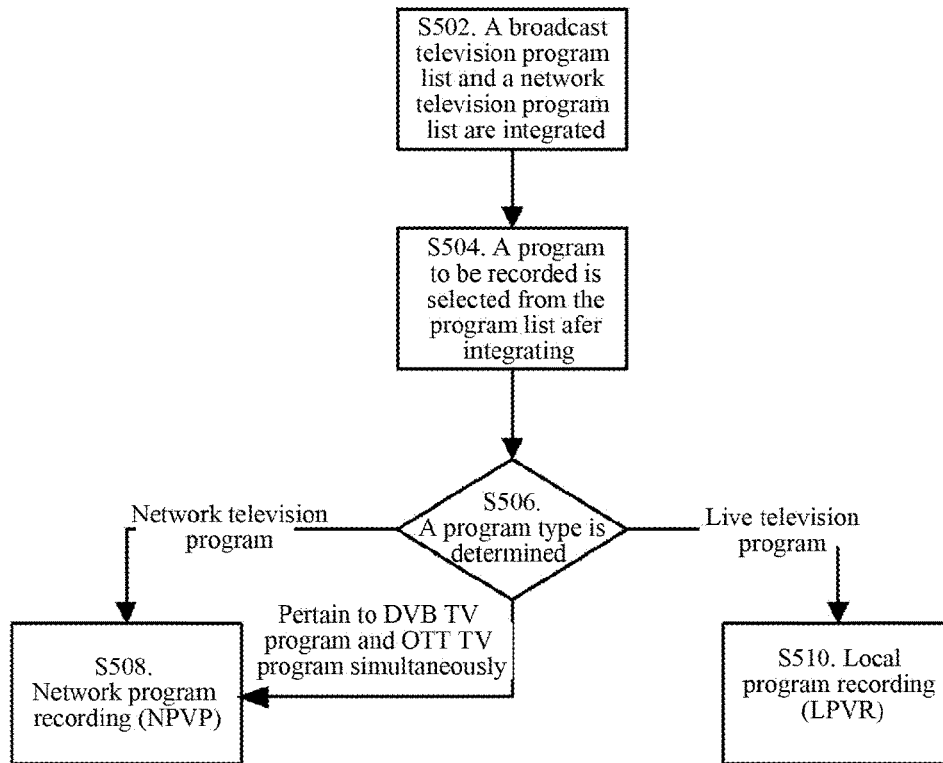 S502. A broadcast
television program
list and a network
television program
list are integrated
S504. A program
to be recorded is
selected from the
program list afer
integrating
S506.
A program type is
determined
Network television
program
Live television
program
Pertain to DVB TV
program and OTT TV
program simultaneously
S508.
Network program
recording (NPVP)
S510. Local
program recording
(LPVR)